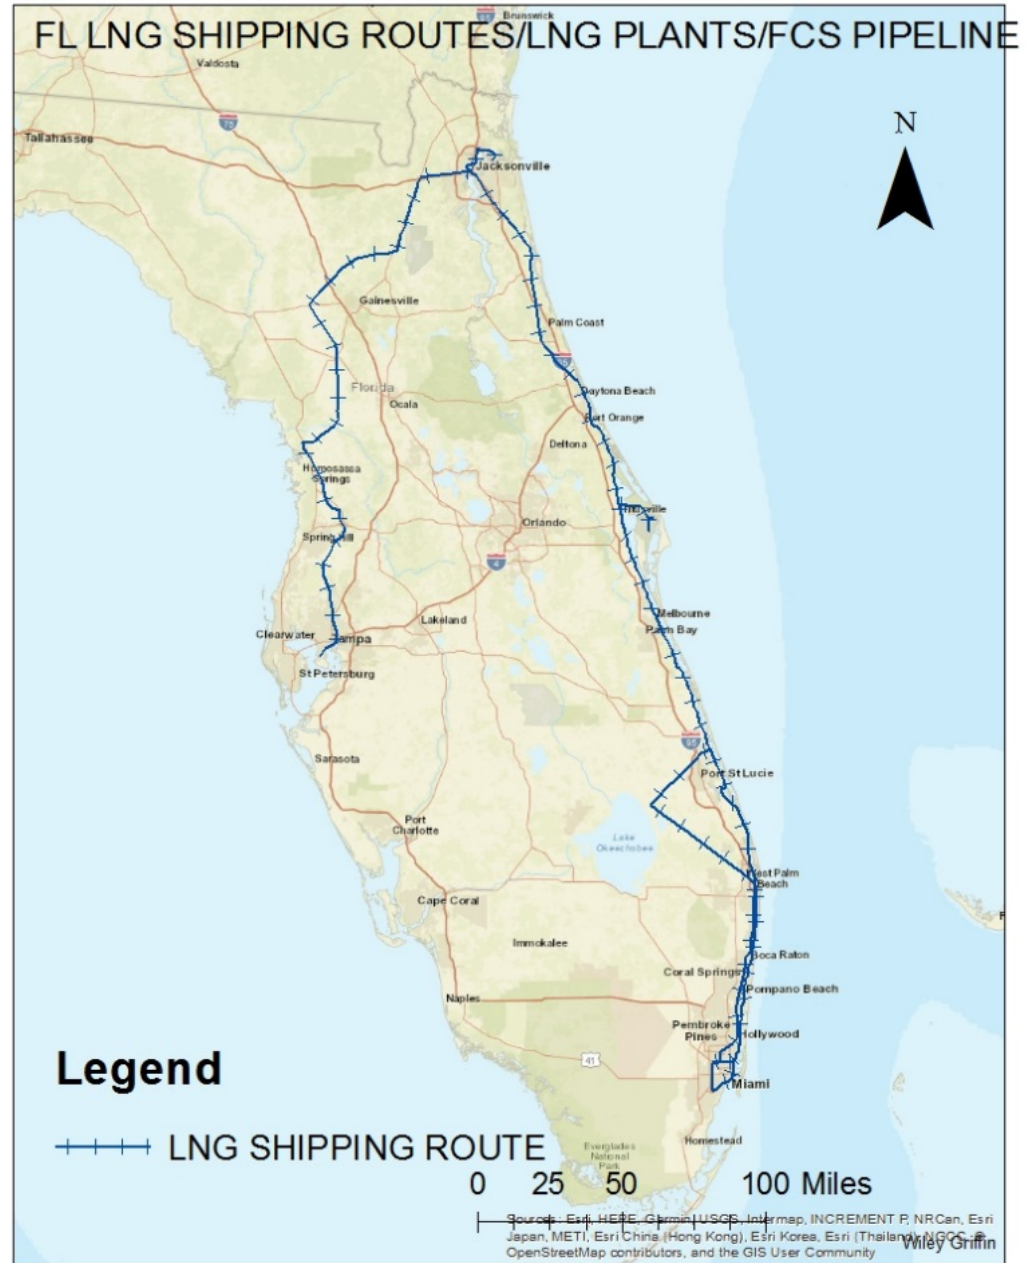 Brunswick
FL LNG SHIPPING ROUTES/LNG PLANTS/FCS PIPELINE
Valdosta
75
N
Tallahassee
Jacksonville
Gainesville
Palm Coast
95
Florida
Daytona Beach
Ocala
Port Orange
Deltona
Homosassa
Springs
Titusville
Orlando
Spring Hill
4
Melbourne
Lakeland
Palm Bay
Clearwater
Tampa
St Petersburg
95
Sarasota
Port St Lucie
Port
Charlotte
Lake
Okeechobee
West Palm
Beach
Cape Coral
Immokalee
Boca Raton
Coral Springs
Pompano Beach
Naples
Pembroke
Pines
Hollywood
41
Legend
Miami
LNG SHIPPING ROUTE
Homestead
Everglades
National
Park
0 25 50 100 Miles
Sources: Esri, HERE, Garmin, USGS, Intermap, INCREMENT P, NRCan, Esri
Japan, METI, Esri China (Hong Kong), Esri Korea, Esri (Thailand), NGCC, ©
OpenStreetMap contributors, and the GIS User Community
Wiley Griffin